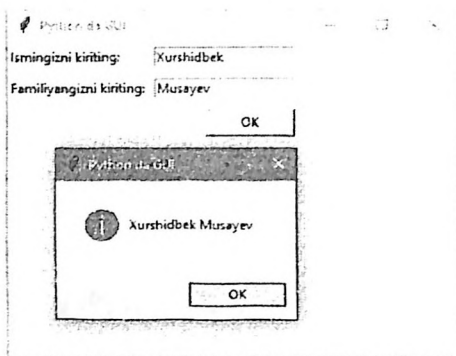 Python da GUI
Ismingizni kiriting: Xurshidbek
Familiyangizni kiriting: Musayev
OK
Python da GUI
Xurshidbek Musayev
OK